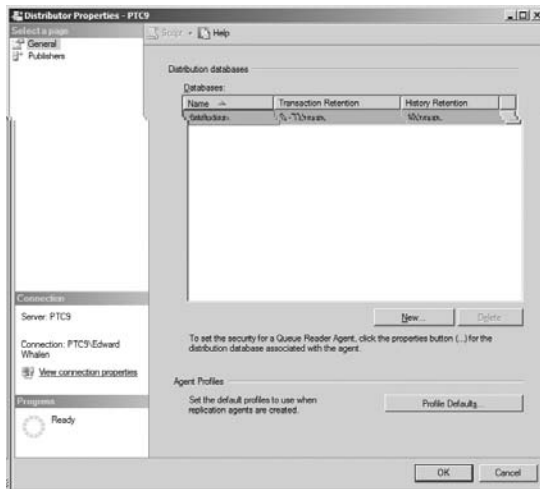 Distributor Properties - PTC9
Select a page
General
Publishers
Script
Help
Distribution databases
Databases:
Name Transaction Retention History Retention
New... Delete
To set the security for a Queue Reader Agent, click the properties button (...) for the
distribution database associated with the agent.
Agent Profiles
Set the default profiles to use when
replication agents are created.
Profile Defaults...
Connection
Server: PTC9
Connection: PTC9\Edward
Whalen
View connection properties
Progress
Ready
OK Cancel